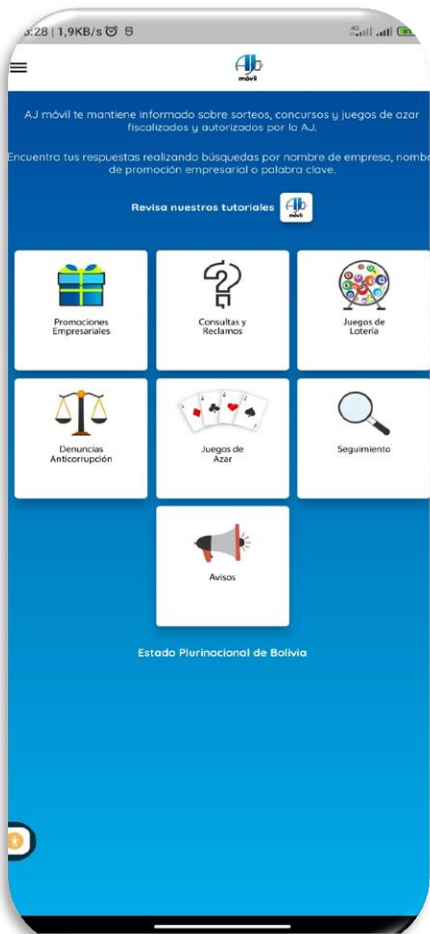 :28 | 1,9KB/s
AJ
móvil
AJ móvil te mantiene informado sobre sorteos, concursos y juegos de azar
fiscalizados y autorizados por la AJ.
Encuentra tus respuestas realizando búsquedas por nombre de empresa, nombr
de promoción empresarial o palabra clave.
Revisa nuestros tutoriales
AJ
móvil
Promociones
Empresariales
Consultas y
Reclamos
Juegos de
Lotería
Denuncias
Anticorrupción
Juegos de
Azar
Seguimiento
Avisos
Estado Plurinacional de Bolivia